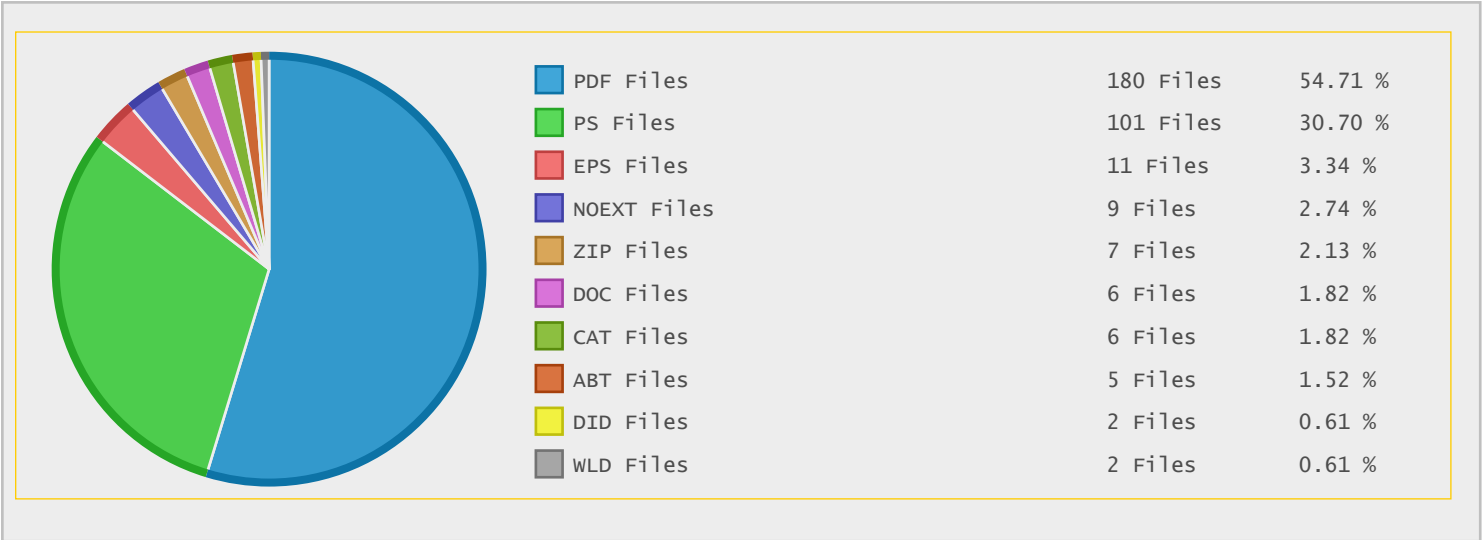 PDF Files 180 Files 54.71 %
PS Files 101 Files 30.70 %
EPS Files 11 Files 3.34 %
NOEXT Files 9 Files 2.74 %
ZIP Files 7 Files 2.13 %
DOC Files 6 Files 1.82 %
CAT Files 6 Files 1.82 %
ABT Files 5 Files 1.52 %
DID Files 2 Files 0.61 %
WLD Files 2 Files 0.61 %